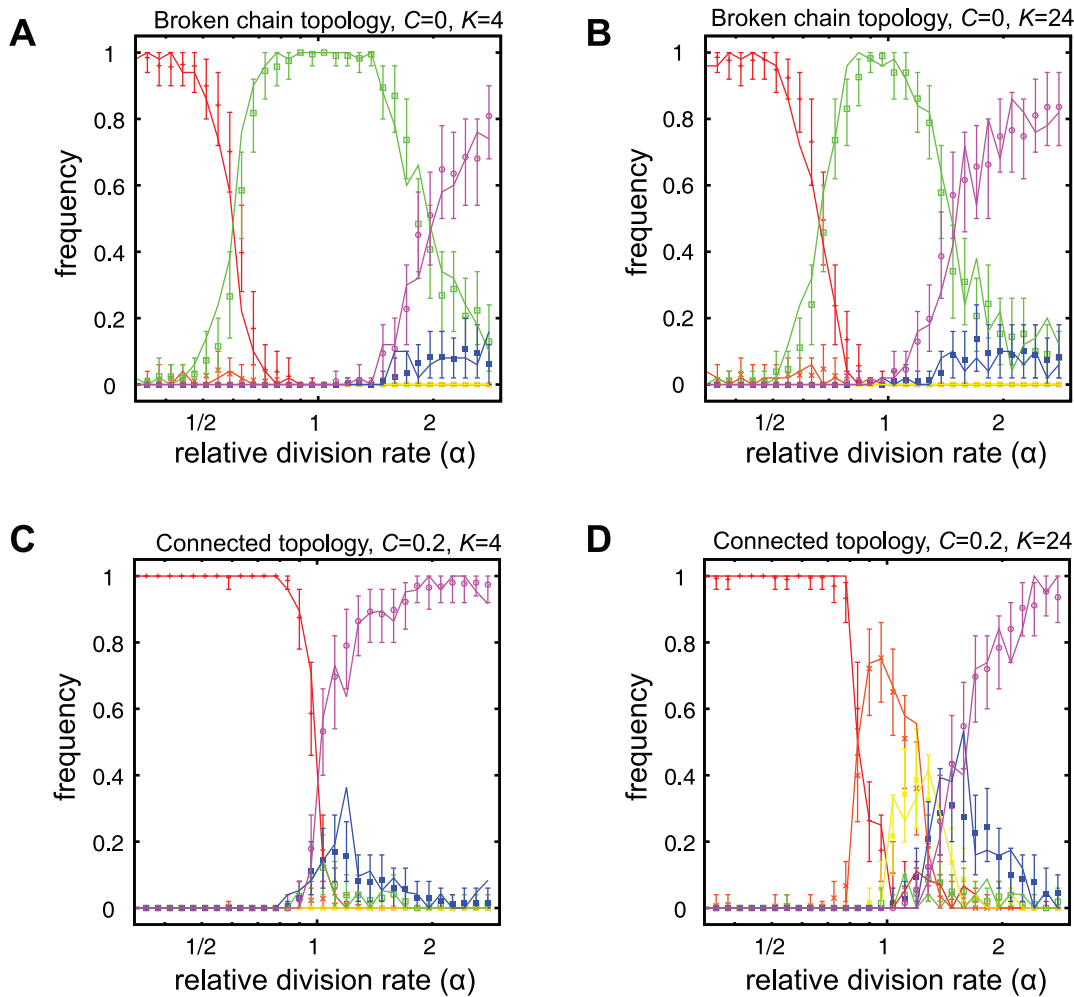 A
Broken chain topology, C=0, K=4
1
0.8
0.6
0.4
0.2
0
frequency
1/2
1
2
relative division rate (α)
B
Broken chain topology, C=0, K=24
1
0.8
0.6
0.4
0.2
0
frequency
1/2
1
2
relative division rate (α)
C
Connected topology, C=0.2, K=4
1
0.8
0.6
0.4
0.2
0
frequency
1/2
1
2
relative division rate (α)
D
Connected topology, C=0.2, K=24
1
0.8
0.6
0.4
0.2
0
frequency
1/2
1
2
relative division rate (α)